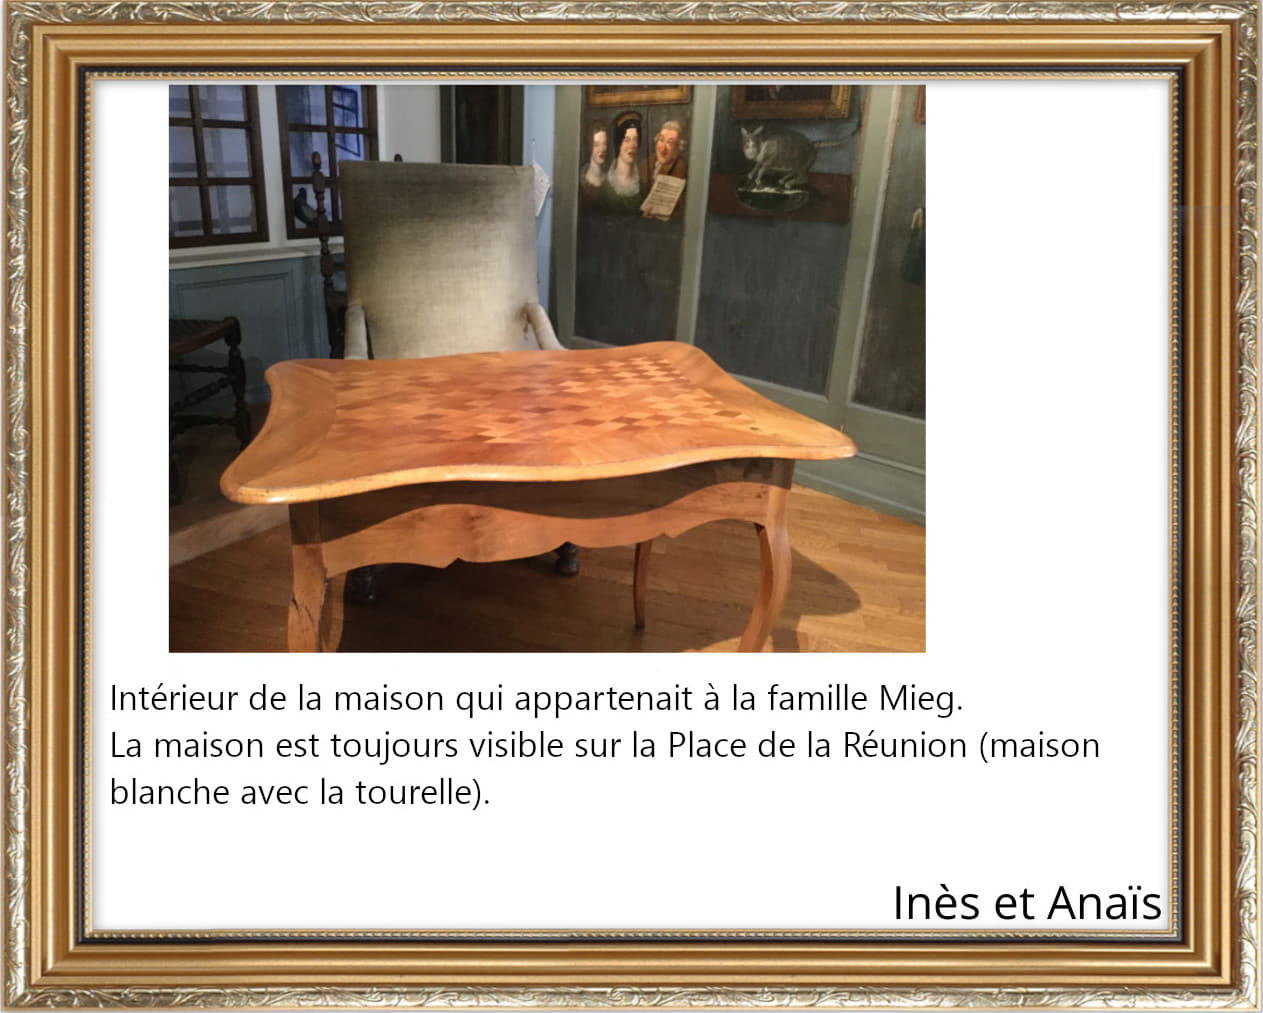 Intérieur de la maison qui appartenait à la famille Mieg.
La maison est toujours visible sur la Place de la Réunion (maison
blanche avec la tourelle).
Inès et Anaïs